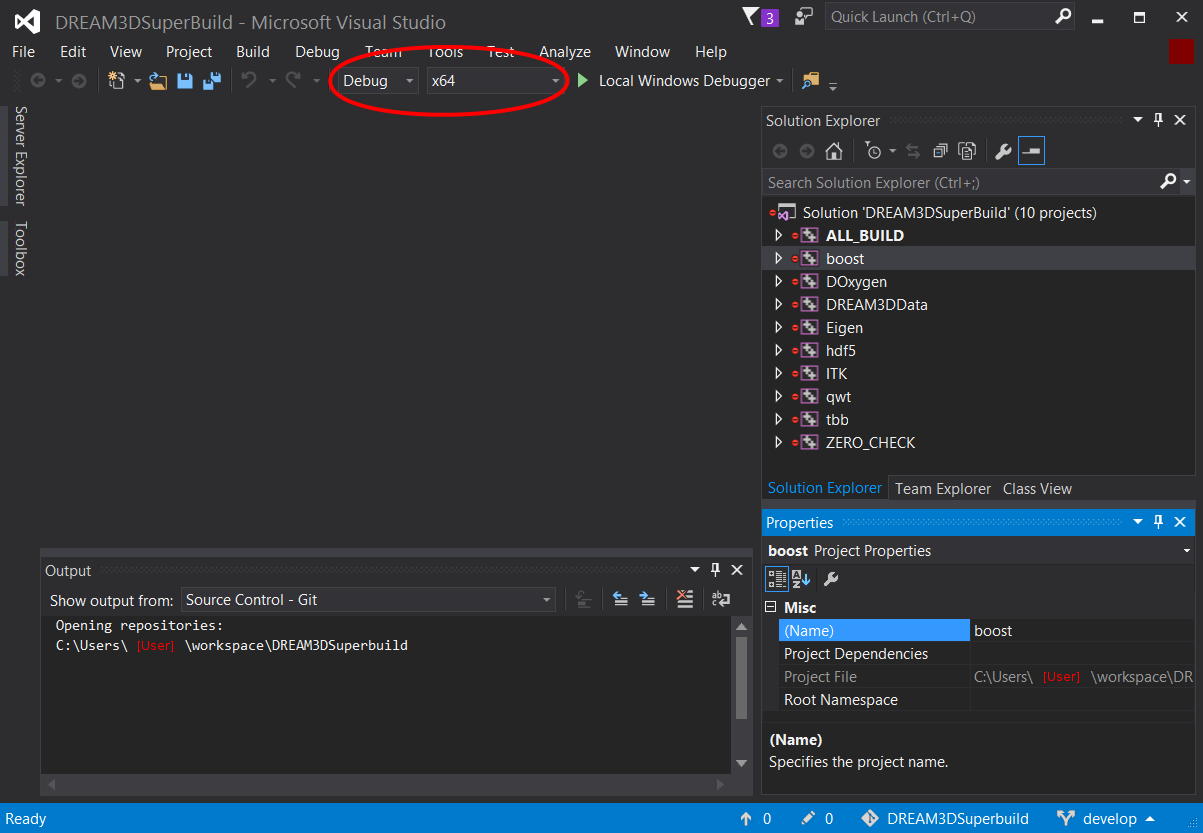 DREAM3DSuperBuild - Microsoft Visual Studio
3
Quick Launch (Ctrl+Q)
File Edit View Project Build Debug Team Tools Test Analyze Window Help
Debug x64 Local Windows Debugger
Server Explorer
Toolbox
Solution Explorer
Search Solution Explorer (Ctrl+;)
Solution 'DREAM3DSuperBuild' (10 projects)
ALL_BUILD
boost
DOxygen
DREAM3DData
Eigen
hdf5
ITK
qwt
tbb
ZERO_CHECK
Solution Explorer Team Explorer Class View
Properties
boost Project Properties
Misc
(Name) boost
Project Dependencies
Project File C:\Users\ [User] \workspace\DR
Root Namespace
(Name)
Specifies the project name.
Output
Show output from: Source Control - Git
Opening repositories:
C:\Users\ [User] \workspace\DREAM3DSuperbuild
Ready 0 0 DREAM3DSuperbuild develop